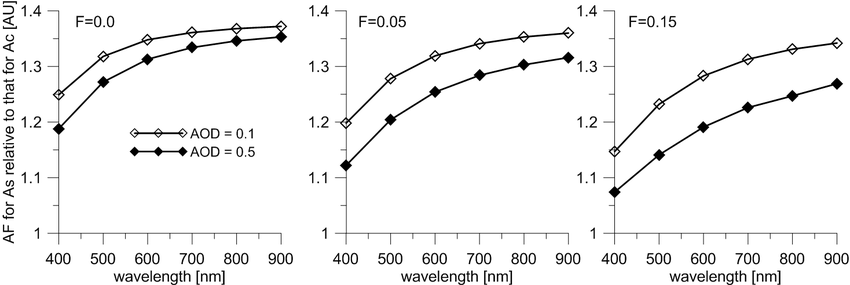 AF for As relative to that for Ac [AU]
F=0.0
1.4
1.3
1.2
1.1
1
AOD = 0.1
AOD = 0.5
400 500 600 700 800 900
wavelength [nm]
F=0.05
1.4
1.3
1.2
1.1
1
400 500 600 700 800 900
wavelength [nm]
F=0.15
1.4
1.3
1.2
1.1
1
400 500 600 700 800 900
wavelength [nm]